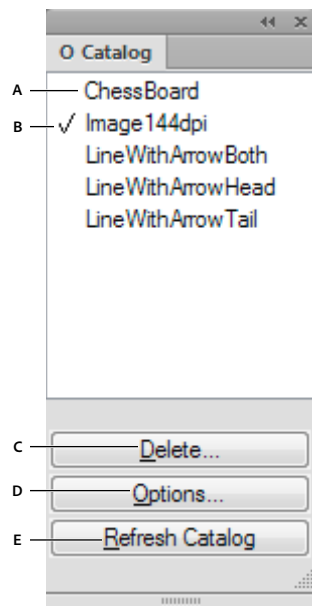 O Catalog
A ChessBoard
B ✓ Image144dpi
LineWithArrowBoth
LineWithArrowHead
LineWithArrowTail
C Delete...
D Options...
E Refresh Catalog